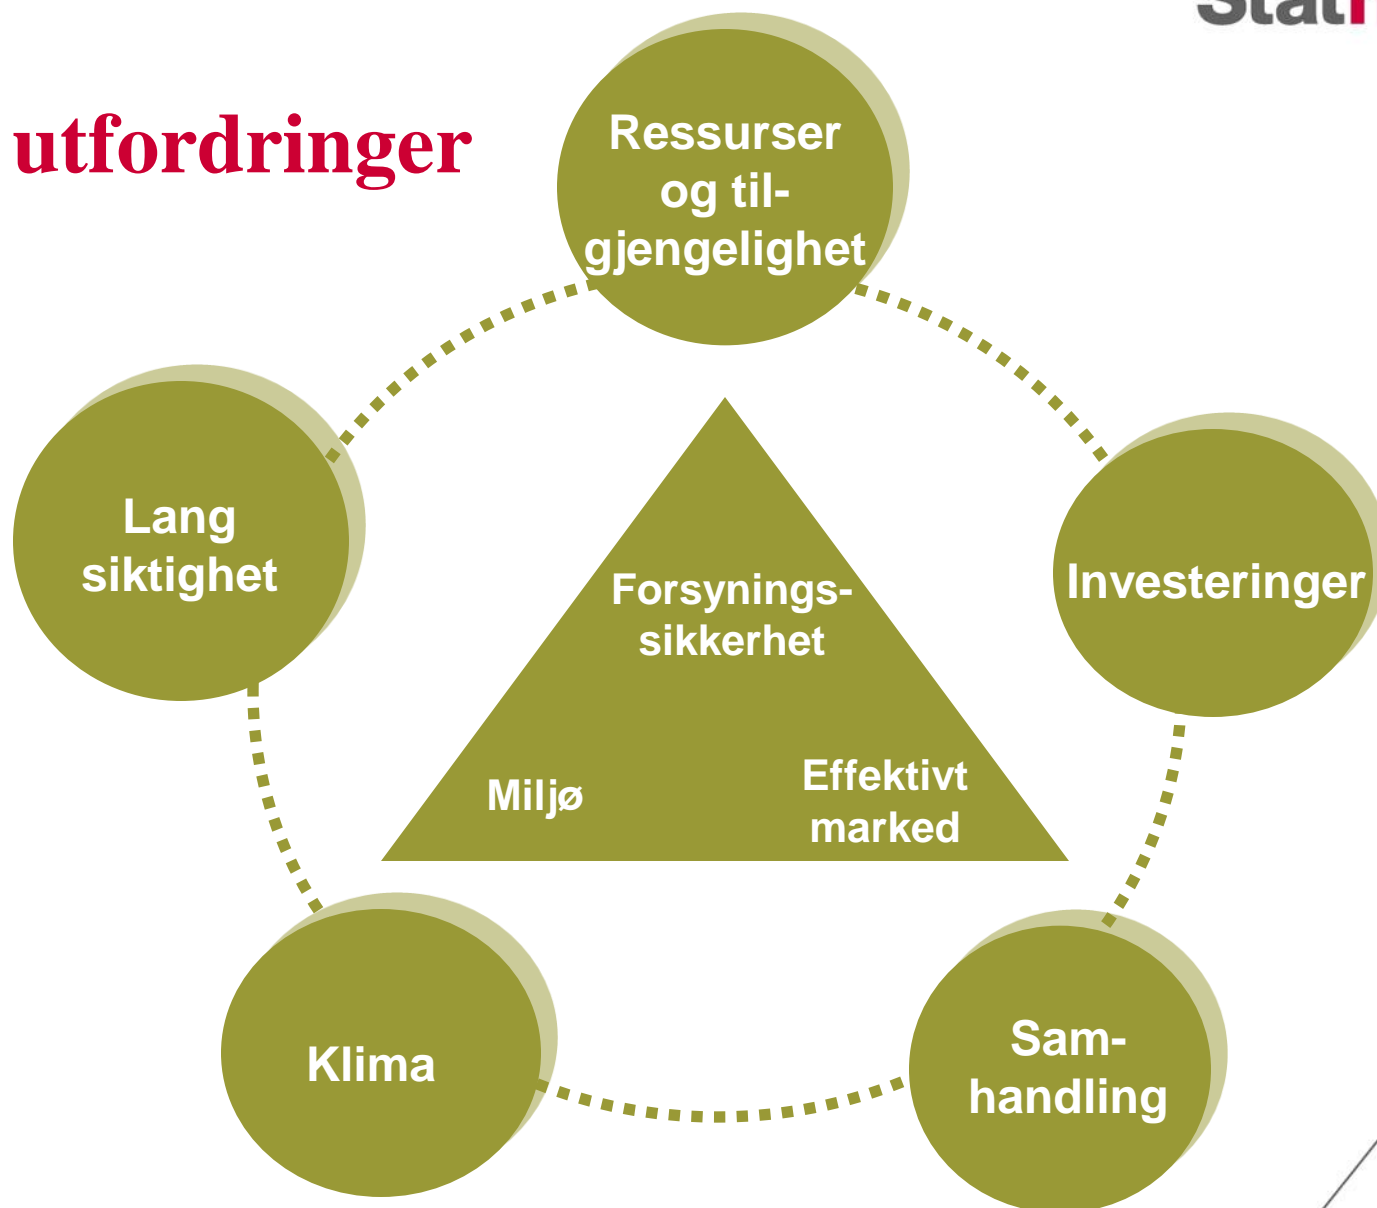 utfordringer
Ressurser
og til-
gjengelighet
Lang
siktighet
Investeringer
Forsynings-
sikkerhet
Miljø
Effektivt
marked
Klima
Sam-
handling